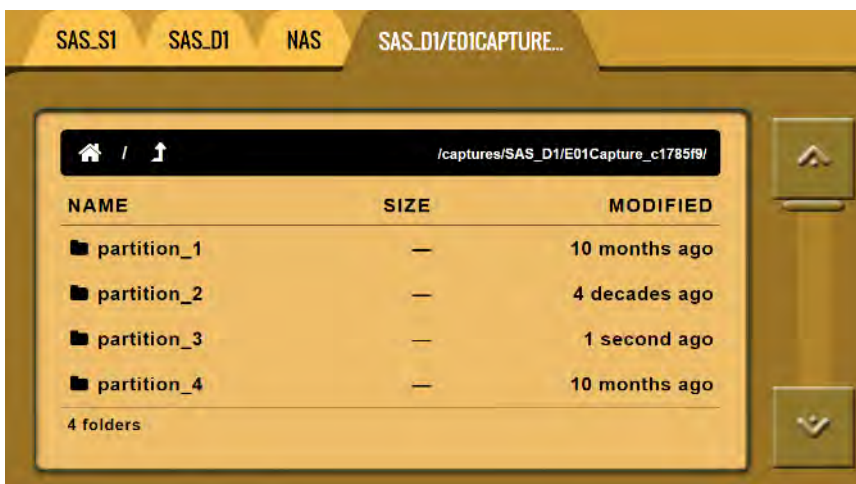 SAS_S1 SAS_D1 NAS SAS_D1/E01CAPTURE...
/ /captures/SAS_D1/E01Capture_c1785f9/
NAME SIZE MODIFIED
partition_1 — 10 months ago
partition_2 — 4 decades ago
partition_3 — 1 second ago
partition_4 — 10 months ago
4 folders